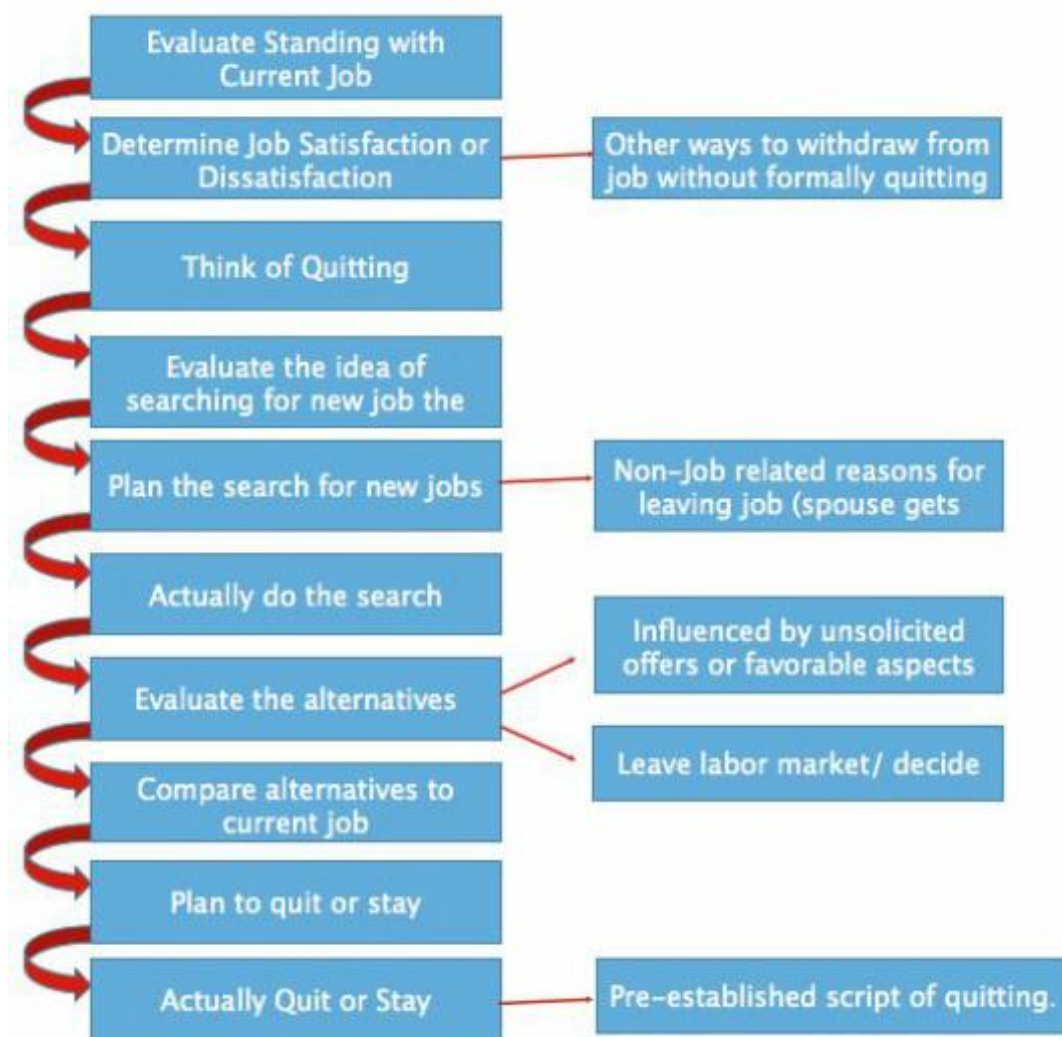 Evaluate Standing with
Current Job
Determine Job Satisfaction or
Dissatisfaction
Other ways to withdraw from
job without formally quitting
Think of Quitting
Evaluate the idea of
searching for new job the
Plan the search for new jobs
Non-Job related reasons for
leaving job (spouse gets
Actually do the search
Influenced by unsolicited
offers or favorable aspects
Evaluate the alternatives
Leave labor market/ decide
Compare alternatives to
current job
Plan to quit or stay
Actually Quit or Stay
Pre-established script of quitting.